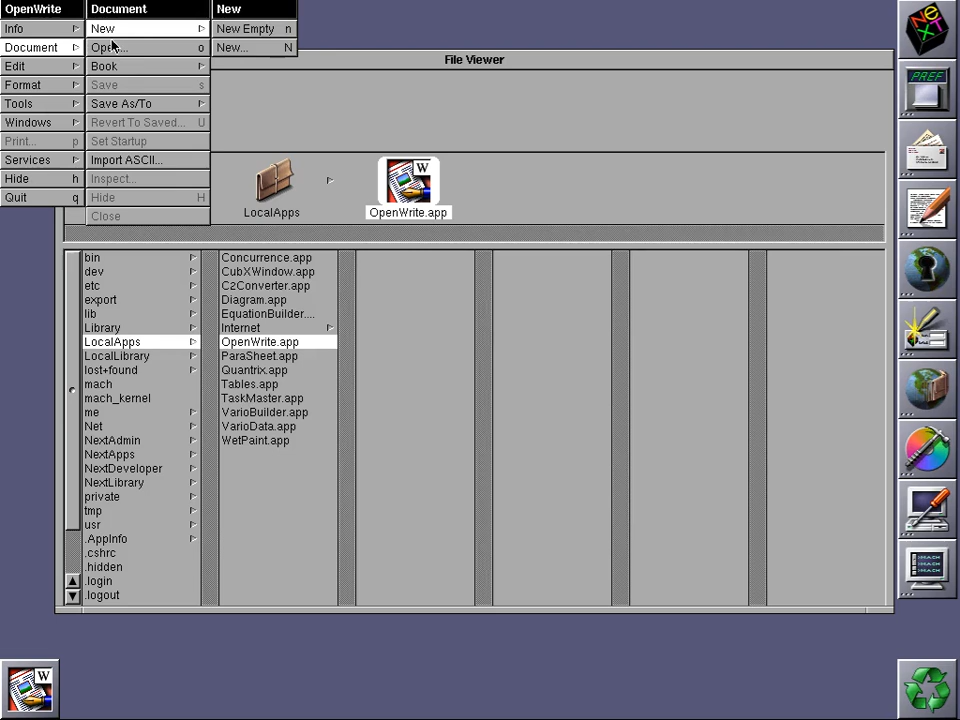 OpenWrite
Info
Document
Edit
Format
Tools
Windows
Print... p
Services
Hide h
Quit q
Document
New
Open... o
Book
Save s
Save As/To
Revert To Saved... U
Set Startup
Import ASCII...
Inspect...
Hide H
Close
New
New Empty n
New... N
File Viewer
LocalApps
OpenWrite.app
bin
dev
etc
export
lib
Library
LocalApps
LocalLibrary
lost+found
mach
mach_kernel
me
Net
NextAdmin
NextApps
NextDeveloper
NextLibrary
private
tmp
usr
.AppInfo
.cshrc
.hidden
.login
.logout
Concurrence.app
CubXWindow.app
C2Converter.app
Diagram.app
EquationBuilder....
Internet
OpenWrite.app
ParaSheet.app
Quantrix.app
Tables.app
TaskMaster.app
VarioBuilder.app
VarioData.app
WetPaint.app
NeXT
PREF
W
W